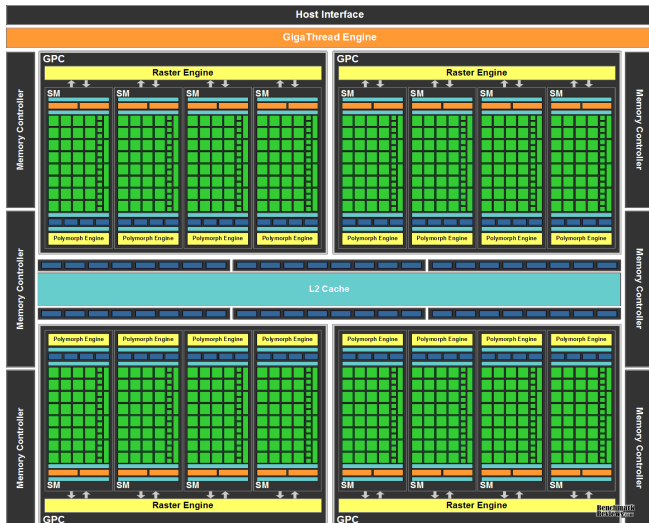 Host Interface
GigaThread Engine
GPC
GPC
Raster Engine
Raster Engine
SM SM SM SM
SM SM SM SM
Memory Controller
Memory Controller
Polymorph Engine Polymorph Engine Polymorph Engine Polymorph Engine
Polymorph Engine Polymorph Engine Polymorph Engine Polymorph Engine
Memory Controller
L2 Cache
Memory Controller
Polymorph Engine Polymorph Engine Polymorph Engine Polymorph Engine
Polymorph Engine Polymorph Engine Polymorph Engine Polymorph Engine
Memory Controller
Memory Controller
SM SM SM SM
SM SM SM SM
Raster Engine
Raster Engine
GPC
GPC
Benchmark
Reviews.com